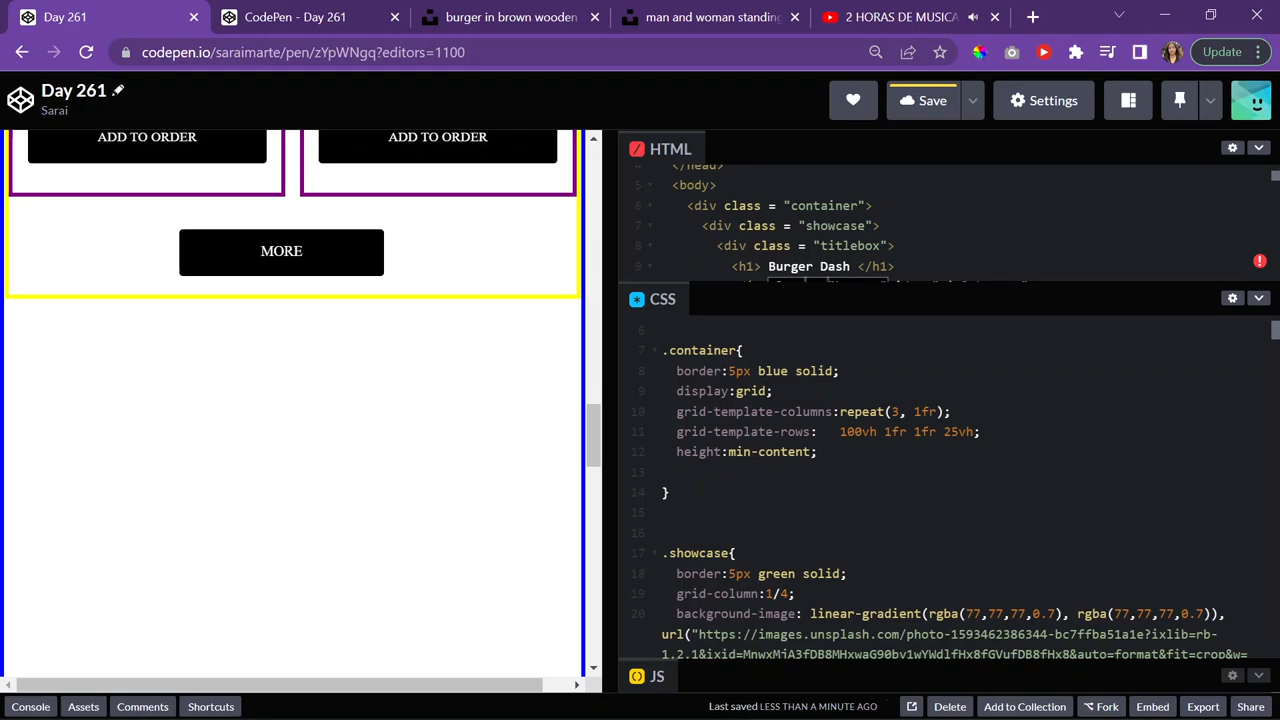 Day 261
CodePen - Day 261
burger in brown wooden
man and woman standing
2 HORAS DE MUSICA
codepen.io/saraimarte/pen/zYpWNgq?editors=1100
Update
Day 261
Sarai
Save
Settings
ADD TO ORDER
ADD TO ORDER
MORE
HTML
4 </head>
5 <body>
6 <div class = "container">
7 <div class = "showcase">
8 <div class = "titlebox">
9 <h1> Burger Dash </h1>
CSS
6
7 .container{
8 border:5px blue solid;
9 display:grid;
10 grid-template-columns:repeat(3, 1fr);
11 grid-template-rows: 100vh 1fr 1fr 25vh;
12 height:min-content;
13
14 }
15
16
17 .showcase{
18 border:5px green solid;
19 grid-column:1/4;
20 background-image: linear-gradient(rgba(77,77,77,0.7), rgba(77,77,77,0.7)),
url("https://images.unsplash.com/photo-1593462386344-bc7ffba51a1e?ixlib=rb-
1.2.1&ixid=MnwxMjA3fDB8MHxwaG90by1wYWdlfHx8fGVufDB8fHx8&auto=format&fit=crop&w=
JS
Console
Assets
Comments
Shortcuts
Last saved LESS THAN A MINUTE AGO
Delete
Add to Collection
Fork
Embed
Export
Share